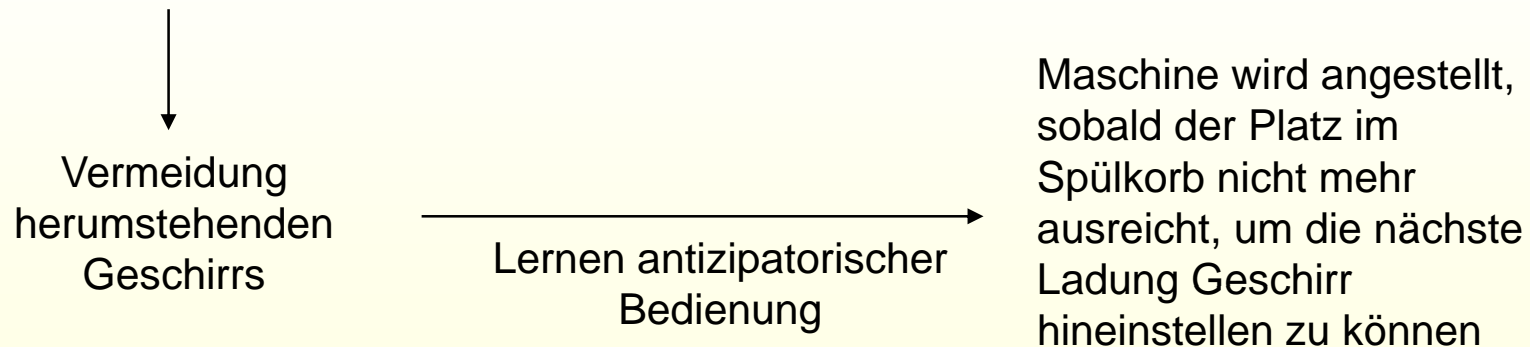 Vermeidung
herumstehenden
Geschirrs
Lernen antizipatorischer
Bedienung
Maschine wird angestellt,
sobald der Platz im
Spülkorb nicht mehr
ausreicht, um die nächste
Ladung Geschirr
hineinstellen zu können